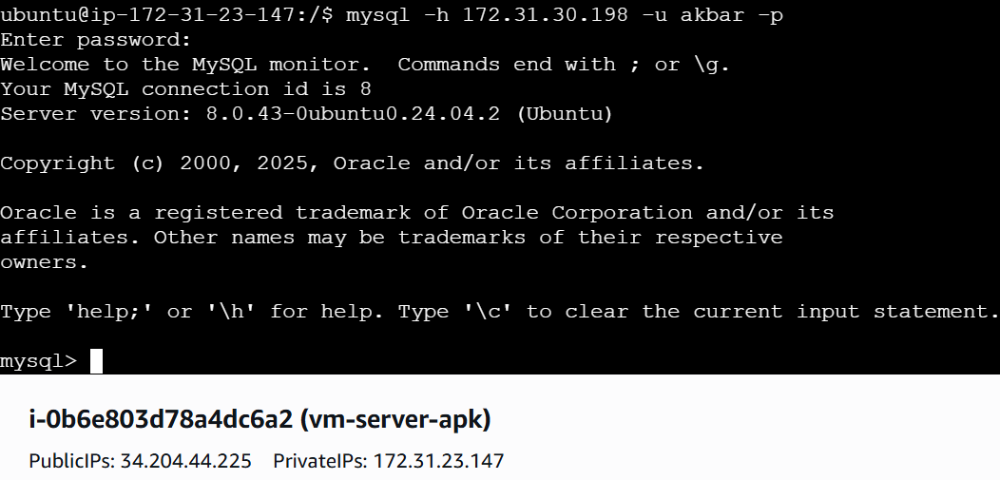 ubuntu@ip-172-31-23-147:/$ mysql -h 172.31.30.198 -u akbar -p
Enter password:
Welcome to the MySQL monitor.  Commands end with ; or \g.
Your MySQL connection id is 8
Server version: 8.0.43-0ubuntu0.24.04.2 (Ubuntu)
Copyright (c) 2000, 2025, Oracle and/or its affiliates.
Oracle is a registered trademark of Oracle Corporation and/or its
affiliates. Other names may be trademarks of their respective
owners.
Type 'help;' or '\h' for help. Type '\c' to clear the current input statement.
mysql>
i-0b6e803d78a4dc6a2 (vm-server-apk)
PublicIPs: 34.204.44.225    PrivateIPs: 172.31.23.147